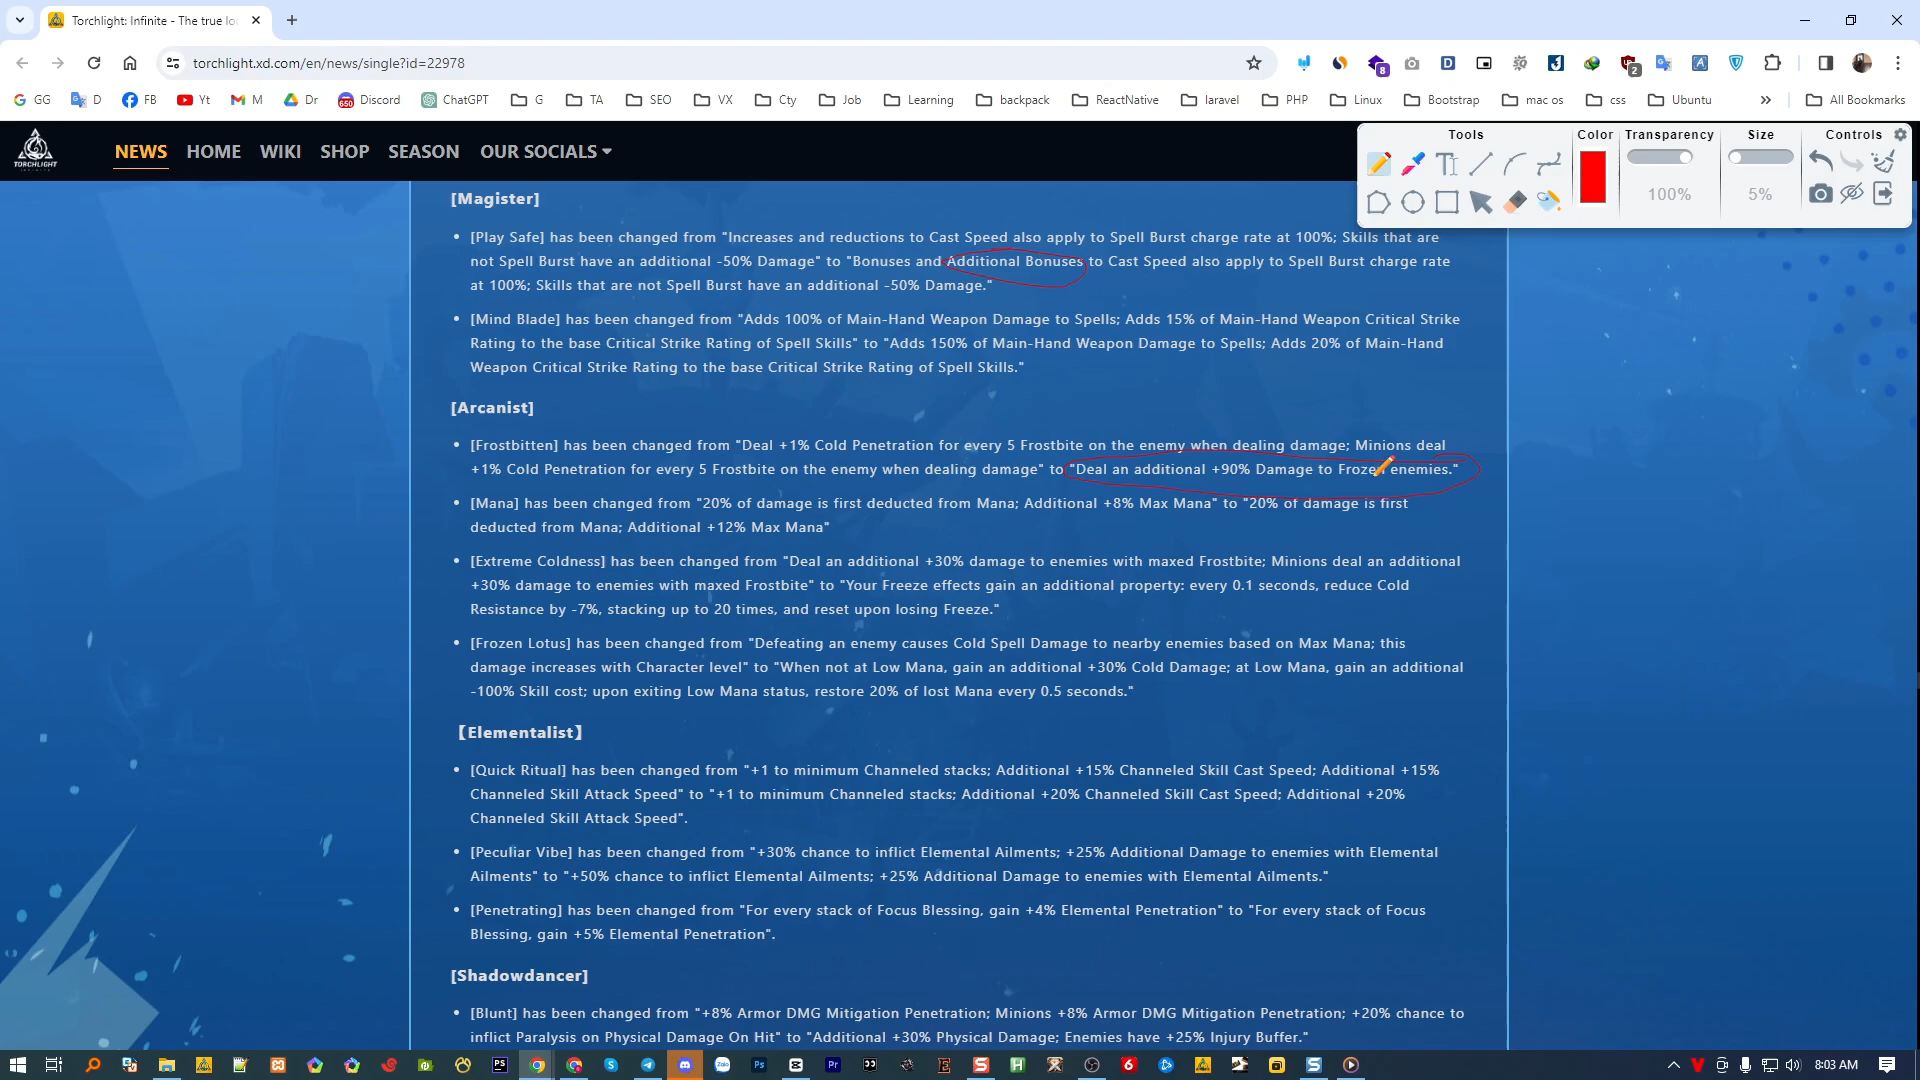 Torchlight: Infinite - The true lo
torchlight.xd.com/en/news/single?id=22978
8
2
GG
D
FB
Yt
M
Dr
650
Discord
ChatGPT
G
TA
SEO
VX
Cty
Job
Learning
backpack
ReactNative
laravel
PHP
Linux
Bootstrap
mac os
css
Ubuntu
All Bookmarks
TORCHLIGHT
INFINITE
NEWS
HOME
WIKI
SHOP
SEASON
OUR SOCIALS
Tools
Color
Transparency
Size
Controls
100%
5%
[Magister]
[Play Safe] has been changed from "Increases and reductions to Cast Speed also apply to Spell Burst charge rate at 100%; Skills that are
not Spell Burst have an additional -50% Damage" to "Bonuses and Additional Bonuses to Cast Speed also apply to Spell Burst charge rate
at 100%; Skills that are not Spell Burst have an additional -50% Damage."
[Mind Blade] has been changed from "Adds 100% of Main-Hand Weapon Damage to Spells; Adds 15% of Main-Hand Weapon Critical Strike
Rating to the base Critical Strike Rating of Spell Skills" to "Adds 150% of Main-Hand Weapon Damage to Spells; Adds 20% of Main-Hand
Weapon Critical Strike Rating to the base Critical Strike Rating of Spell Skills."
[Arcanist]
[Frostbitten] has been changed from "Deal +1% Cold Penetration for every 5 Frostbite on the enemy when dealing damage; Minions deal
+1% Cold Penetration for every 5 Frostbite on the enemy when dealing damage" to "Deal an additional +90% Damage to Frozen enemies."
[Mana] has been changed from "20% of damage is first deducted from Mana; Additional +8% Max Mana" to "20% of damage is first
deducted from Mana; Additional +12% Max Mana"
[Extreme Coldness] has been changed from "Deal an additional +30% damage to enemies with maxed Frostbite; Minions deal an additional
+30% damage to enemies with maxed Frostbite" to "Your Freeze effects gain an additional property: every 0.1 seconds, reduce Cold
Resistance by -7%, stacking up to 20 times, and reset upon losing Freeze."
[Frozen Lotus] has been changed from "Defeating an enemy causes Cold Spell Damage to nearby enemies based on Max Mana; this
damage increases with Character level" to "When not at Low Mana, gain an additional +30% Cold Damage; at Low Mana, gain an additional
-100% Skill cost; upon exiting Low Mana status, restore 20% of lost Mana every 0.5 seconds."
【Elementalist】
[Quick Ritual] has been changed from "+1 to minimum Channeled stacks; Additional +15% Channeled Skill Cast Speed; Additional +15%
Channeled Skill Attack Speed" to "+1 to minimum Channeled stacks; Additional +20% Channeled Skill Cast Speed; Additional +20%
Channeled Skill Attack Speed".
[Peculiar Vibe] has been changed from "+30% chance to inflict Elemental Ailments; +25% Additional Damage to enemies with Elemental
Ailments" to "+50% chance to inflict Elemental Ailments; +25% Additional Damage to enemies with Elemental Ailments."
[Penetrating] has been changed from "For every stack of Focus Blessing, gain +4% Elemental Penetration" to "For every stack of Focus
Blessing, gain +5% Elemental Penetration".
[Shadowdancer]
[Blunt] has been changed from "+8% Armor DMG Mitigation Penetration; Minions +8% Armor DMG Mitigation Penetration; +20% chance to
inflict Paralysis on Physical Damage On Hit" to "Additional +30% Physical Damage; Enemies have +25% Injury Buffer."
8:03 AM